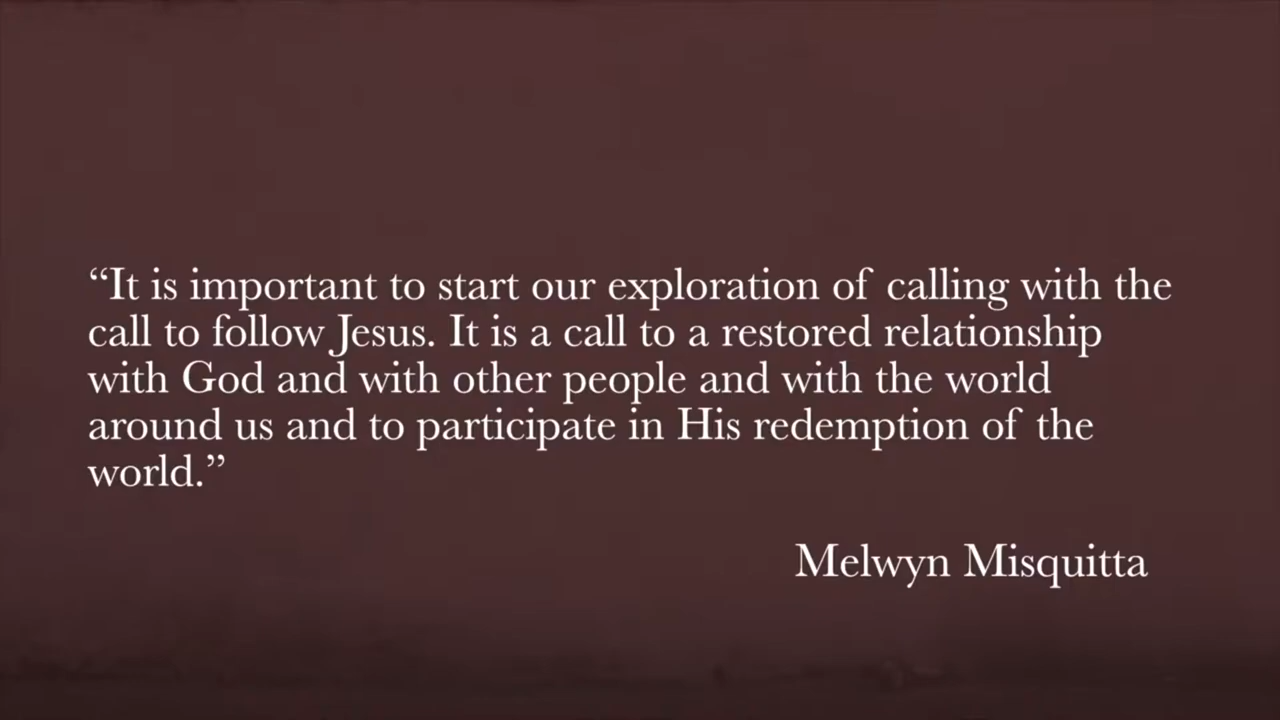 “It is important to start our exploration of calling with the
call to follow Jesus. It is a call to a restored relationship
with God and with other people and with the world
around us and to participate in His redemption of the
world.”
Melwyn Misquitta